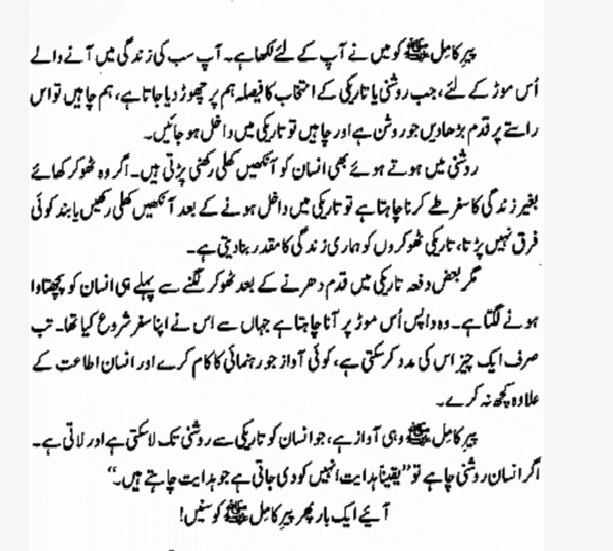 پیرِ کامل ﷺ کو میں نے آپ کے لئے لکھا ہے۔ آپ سب کی زندگی میں آنے والے
اُس موڑ کے لئے، جب روشنی یا تاریکی کے انتخاب کا فیصلہ ہم پر چھوڑ دیا جاتا ہے، ہم چاہیں تو اس
راستے پر قدم بڑھا دیں جو روشن ہے اور چاہیں تو تاریکی میں داخل ہو جائیں۔
روشنی میں ہوتے ہوئے بھی انسان کو آنکھیں کھلی رکھنی پڑتی ہیں۔ اگر وہ ٹھوکر کھائے
بغیر زندگی کا سفر طے کرنا چاہتا ہے تو تاریکی میں داخل ہونے کے بعد آنکھیں کھلی رکھیں یا بند کوئی
فرق نہیں پڑتا، تاریکی ٹھوکروں کو ہماری زندگی کا مقدر بنا دیتی ہے۔
مگر بعض دفعہ تاریکی میں قدم دھرنے کے بعد ٹھوکر لگنے سے پہلے ہی انسان کو پچھتاوا
ہونے لگتا ہے۔ وہ واپس اُس موڑ پر آنا چاہتا ہے جہاں سے اس نے اپنا سفر شروع کیا تھا۔ تب
صرف ایک چیز اس کی مدد کر سکتی ہے، کوئی آواز جو رہنمائی کا کام کرے اور انسان اطاعت کے
علاوہ کچھ نہ کرے۔
پیرِ کامل ﷺ وہی آواز ہے، جو انسان کو تاریکی سے روشنی تک لا سکتی ہے اور لاتی ہے۔
اگر انسان روشنی چاہے تو ”یقیناً ہدایت انہیں کو دی جاتی ہے جو ہدایت چاہتے ہیں۔“
آیئے ایک بار پھر پیرِ کامل ﷺ کو سنیں!